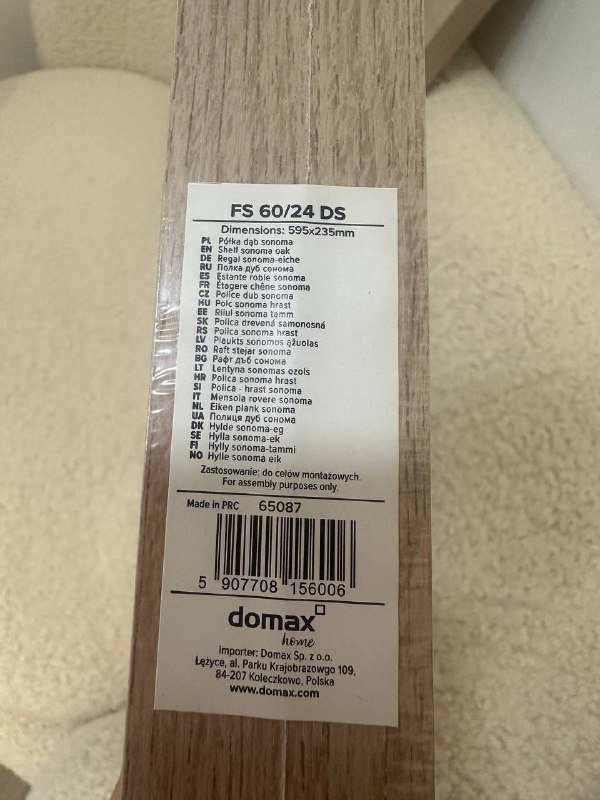 FS 60/24 DS
Dimensions: 595x235mm
PL Półka dąb sonoma
EN Shelf sonoma oak
DE Regal sonoma-eiche
RU Полка дуб сонома
ES Estante roble sonoma
FR Étagere chêne sonoma
CZ Police dub sonoma
HU Polc sonoma hrast
EE Riiul sonoma tamm
SK Polica drevená samonosná
RS Polica sonoma hrast
LV Plaukts sonomos ąžuolas
RO Raft stejar sonoma
BG Рафт дъб сонома
LT Lentyna sonomas ozols
HR Polica sonoma hrast
SI Polica - hrast sonoma
IT Mensola rovere sonoma
NL Eiken plank sonoma
UA Полиця дуб сонома
DK Hylde sonoma-eg
SE Hylla sonoma-ek
FI Hylly sonoma-tammi
NO Hylle sonoma eik
Zastosowanie: do celów montażowych.
For assembly purposes only.
Made in PRC 65087
5 907708 156006
domax
home
Importer: Domax Sp. z o.o.
Łężyce, al. Parku Krajobrazowgo 109,
84-207 Koleczkowo, Polska
www.domax.com